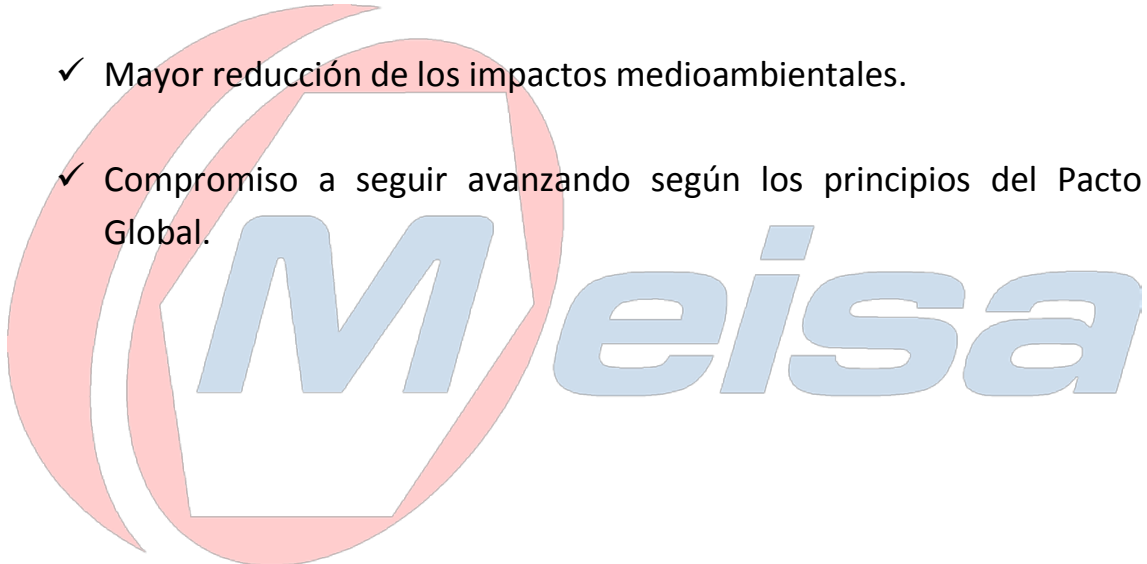 ✓ Mayor reducción de los impactos medioambientales.
✓ Compromiso a seguir avanzando según los principios del Pacto
Global.
Meisa